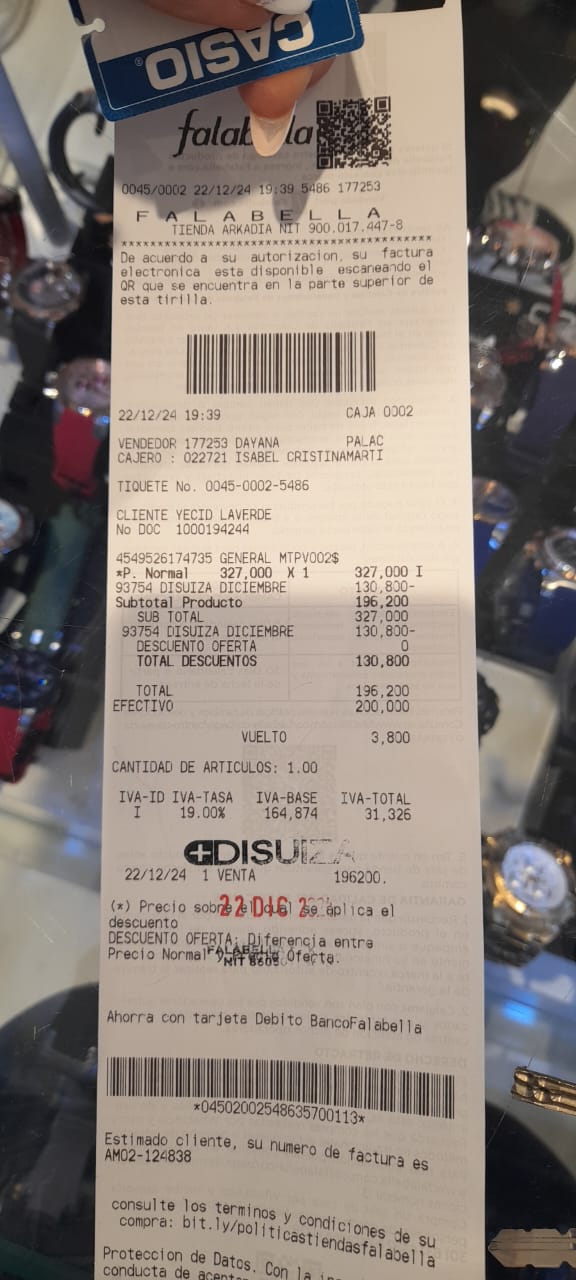 CASIO
falabella
0045/0002 22/12/24 19:39 5486 177253
F A L A B E L L A
TIENDA ARKADIA NIT 900.017.447-8
****************************************
De acuerdo a su autorizacion, su factura
electronica esta disponible escaneando el
QR que se encuentra en la parte superior de
esta tirilla.
22/12/24 19:39 CAJA 0002
VENDEDOR 177253 DAYANA PALAC
CAJERO : 022721 ISABEL CRISTINAMARTI
TIQUETE No. 0045-0002-5486
CLIENTE YECID LAVERDE
No DOC 1000194244
4549526174735 GENERAL MTPV002$
*P. Normal 327,000 X 1 327,000 I
93754 DISUIZA DICIEMBRE 130,800-
Subtotal Producto 196,200
SUB TOTAL 327,000
93754 DISUIZA DICIEMBRE 130,800-
DESCUENTO OFERTA 0
TOTAL DESCUENTOS 130,800
TOTAL 196,200
EFECTIVO 200,000
VUELTO 3,800
CANTIDAD DE ARTICULOS: 1.00
IVA-ID IVA-TASA IVA-BASE IVA-TOTAL
I 19.00% 164,874 31,326
DISUIZA
22/12/24 1 VENTA 196200.
22 DIC
(*) Precio sobre el cual se aplica el
descuento
DESCUENTO OFERTA: Diferencia entre
Precio Normal y Precio Oferta.
FALABELLA
NIT
Ahorra con tarjeta Debito BancoFalabella
*04502002548635700113*
Estimado cliente, su numero de factura es
AM02-124838
consulte los terminos y condiciones de su
compra: bit.ly/politicastiendasfalabella
Proteccion de Datos. Con la
conducta de